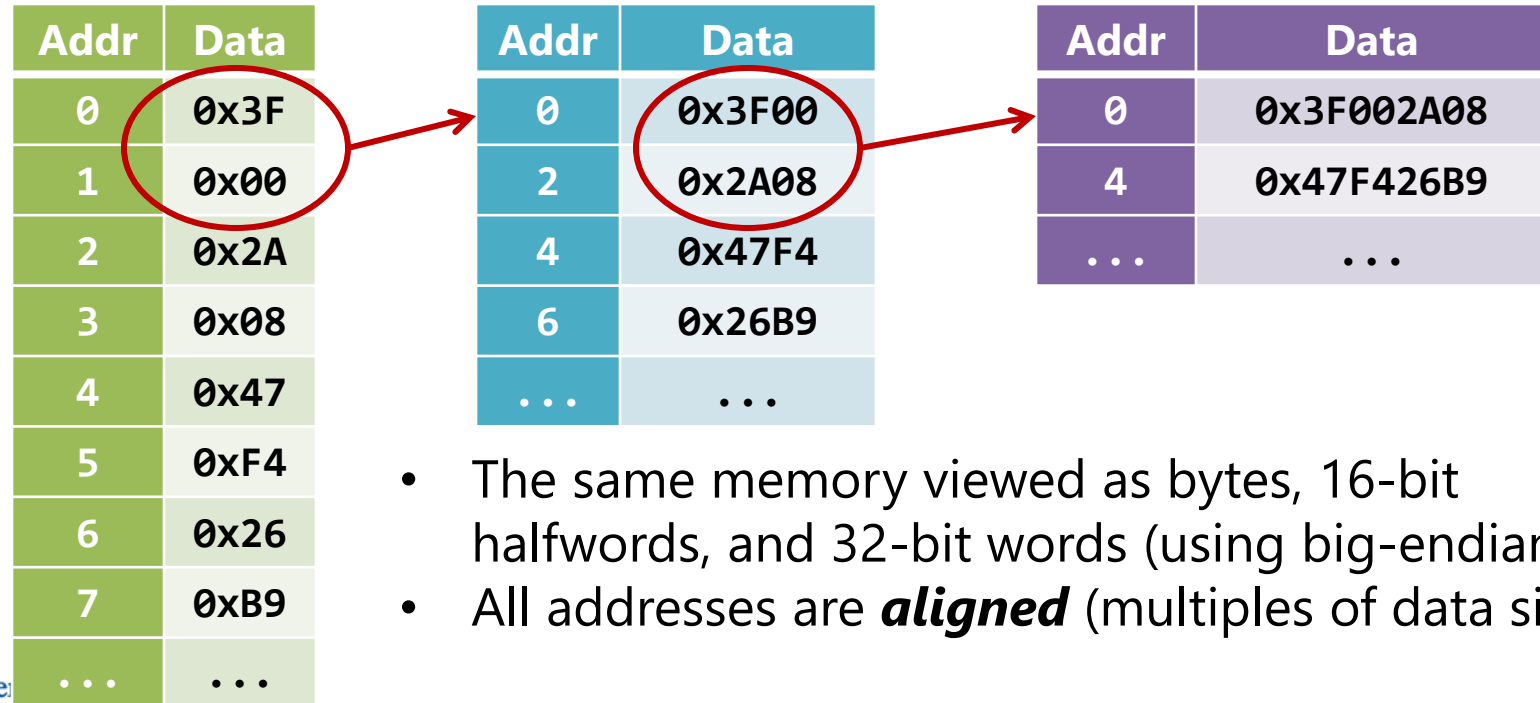 Addr Data
0 0x3F
1 0x00
2 0x2A
3 0x08
4 0x47
5 0xF4
6 0x26
7 0xB9
... ...
Addr Data
0 0x3F00
2 0x2A08
4 0x47F4
6 0x26B9
... ...
Addr Data
0 0x3F002A08
4 0x47F426B9
... ...
• The same memory viewed as bytes, 16-bit
halfwords, and 32-bit words (using big-endian
• All addresses are aligned (multiples of data si